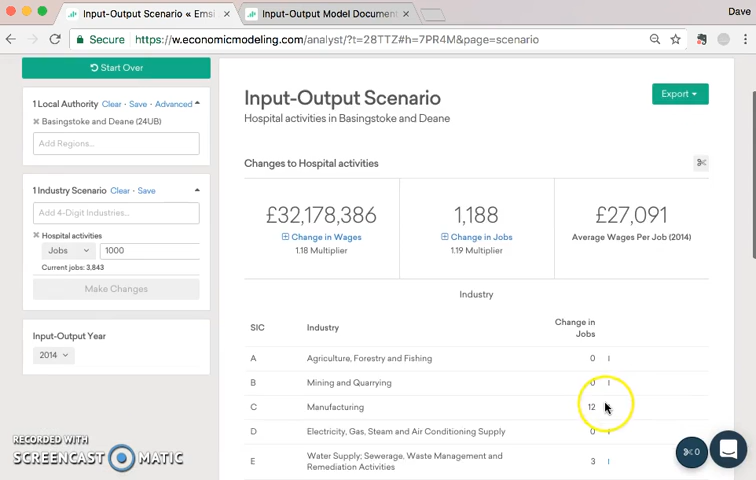 Input-Output Scenario « Emsi
Input-Output Model Document
Dave
Secure
https://w.economicmodeling.com/analyst/?t=28TTZ#h=7PR4M&page=scenario
Start Over
1 Local Authority Clear · Save · Advanced
Basingstoke and Deane (24UB)
Add Regions...
1 Industry Scenario Clear · Save
Add 4-Digit Industries...
Hospital activities
Jobs 1000
Current jobs: 3,843
Make Changes
Input-Output Year
2014
Input-Output Scenario
Export
Hospital activities in Basingstoke and Deane
Changes to Hospital activities
£32,178,386
Change in Wages
1.18 Multiplier
1,188
Change in Jobs
1.19 Multiplier
£27,091
Average Wages Per Job (2014)
Industry
SIC Industry Change in Jobs
A Agriculture, Forestry and Fishing 0
B Mining and Quarrying 0
C Manufacturing 12
D Electricity, Gas, Steam and Air Conditioning Supply 0
E Water Supply; Sewerage, Waste Management and Remediation Activities 3
0
RECORDED WITH
SCREENCAST MATIC